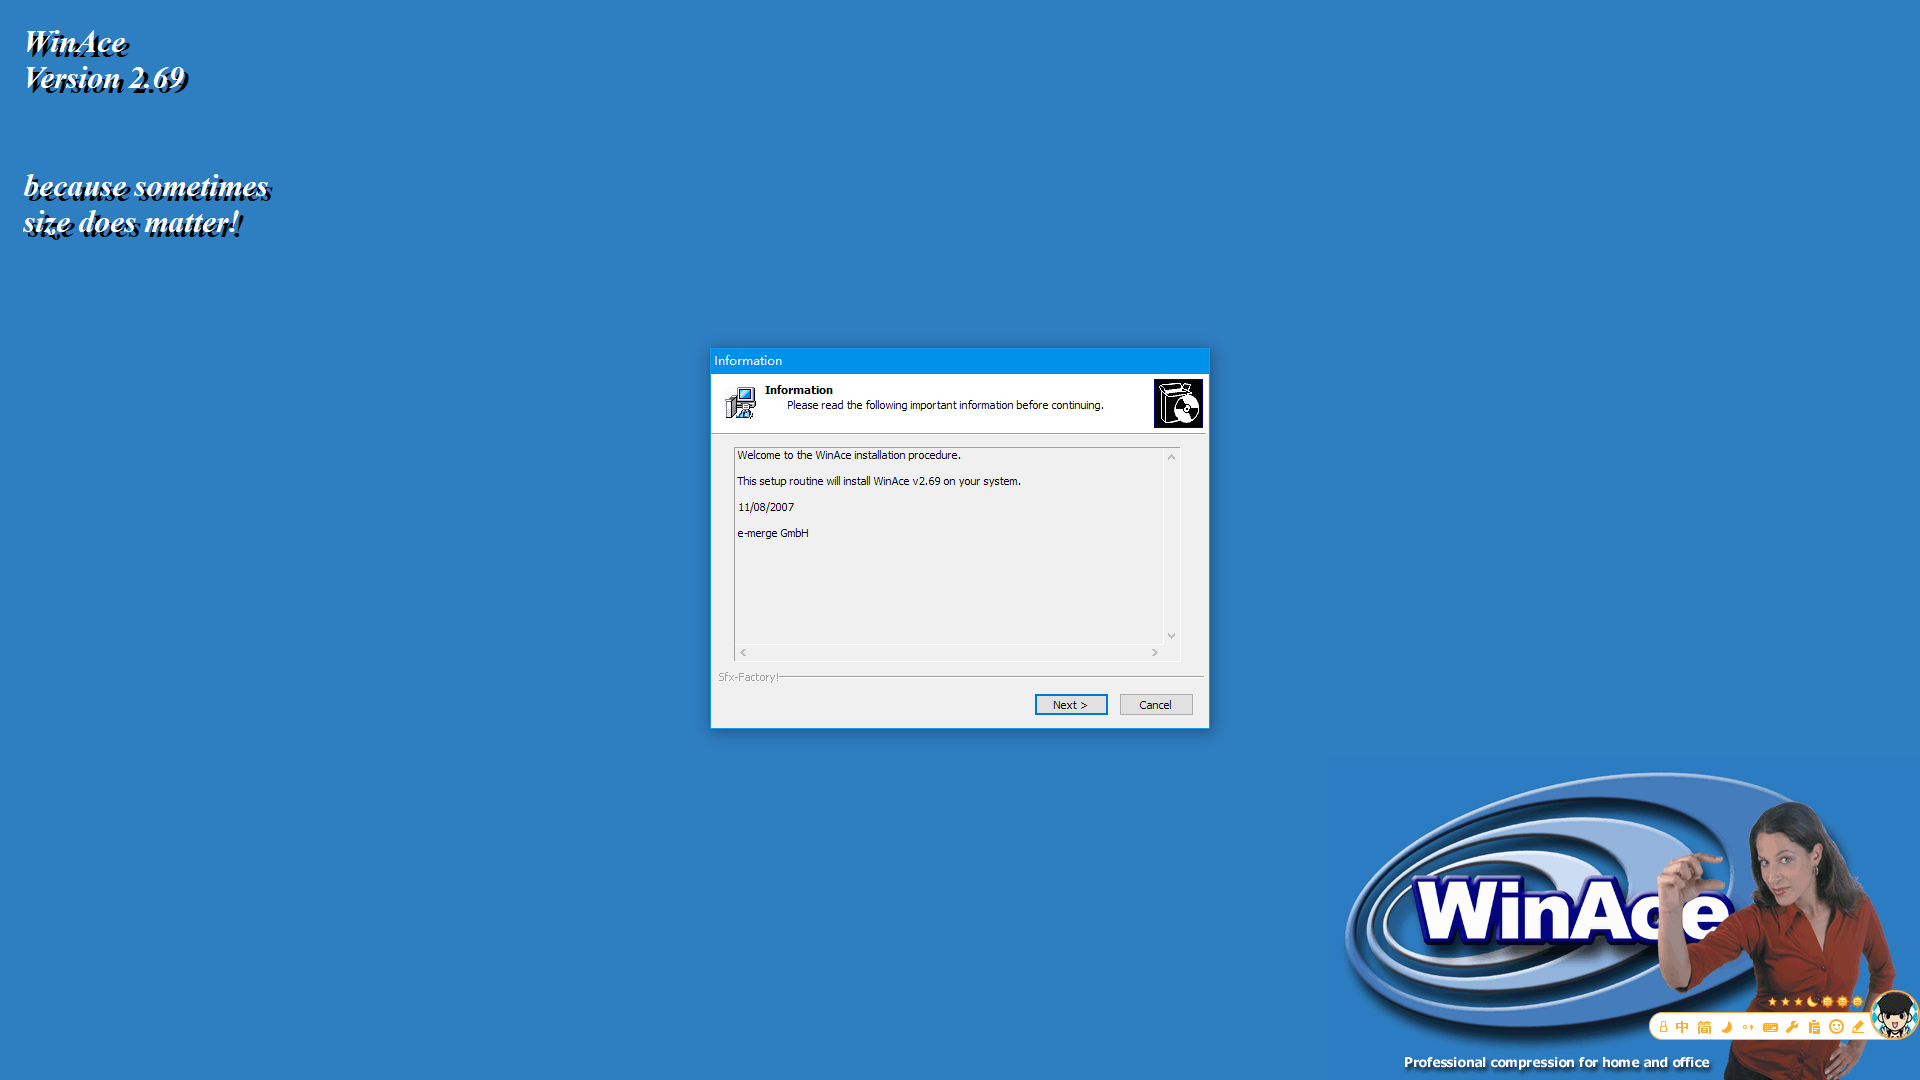 WinAce
Version 2.69
because sometimes
size does matter!
Information
Information
Please read the following important information before continuing.
Welcome to the WinAce installation procedure.
This setup routine will install WinAce v2.69 on your system.
11/08/2007
e-merge GmbH
Sfx-Factory!
Next >
Cancel
WinAce
中 简
Professional compression for home and office